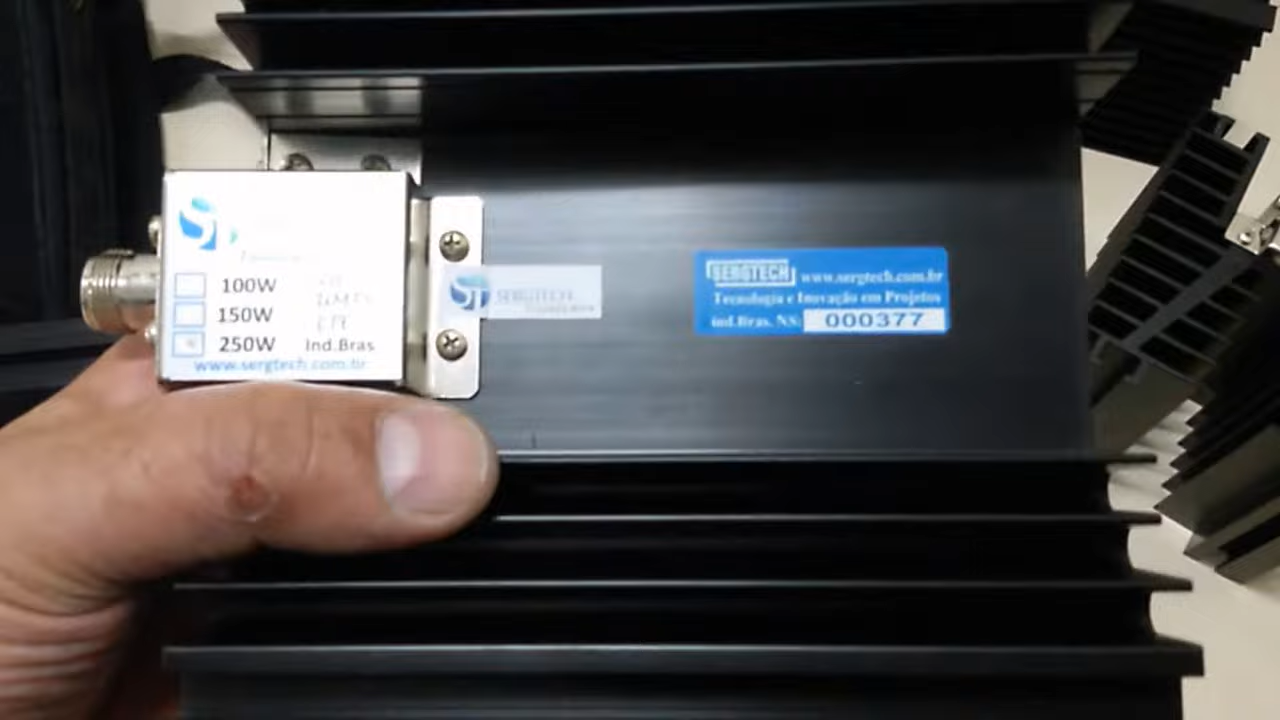 100W
150W
250W Ind.Bras
www.sergtech.com.br
ST SERGTECH
SERGTECH www.sergtech.com.br
Tecnologia e Inovação em Projetos
ind.Bras. NS: 000377